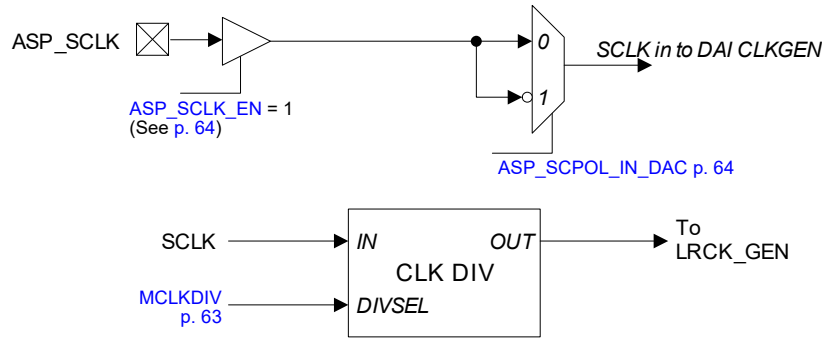 ASP_SCLK
0
SCLK in to DAI CLKGEN
ASP_SCLK_EN = 1
(See p. 64)
1
ASP_SCPOL_IN_DAC p. 64
SCLK
IN
OUT
To
LRCK_GEN
CLK DIV
MCLKDIV
p. 63
DIVSEL